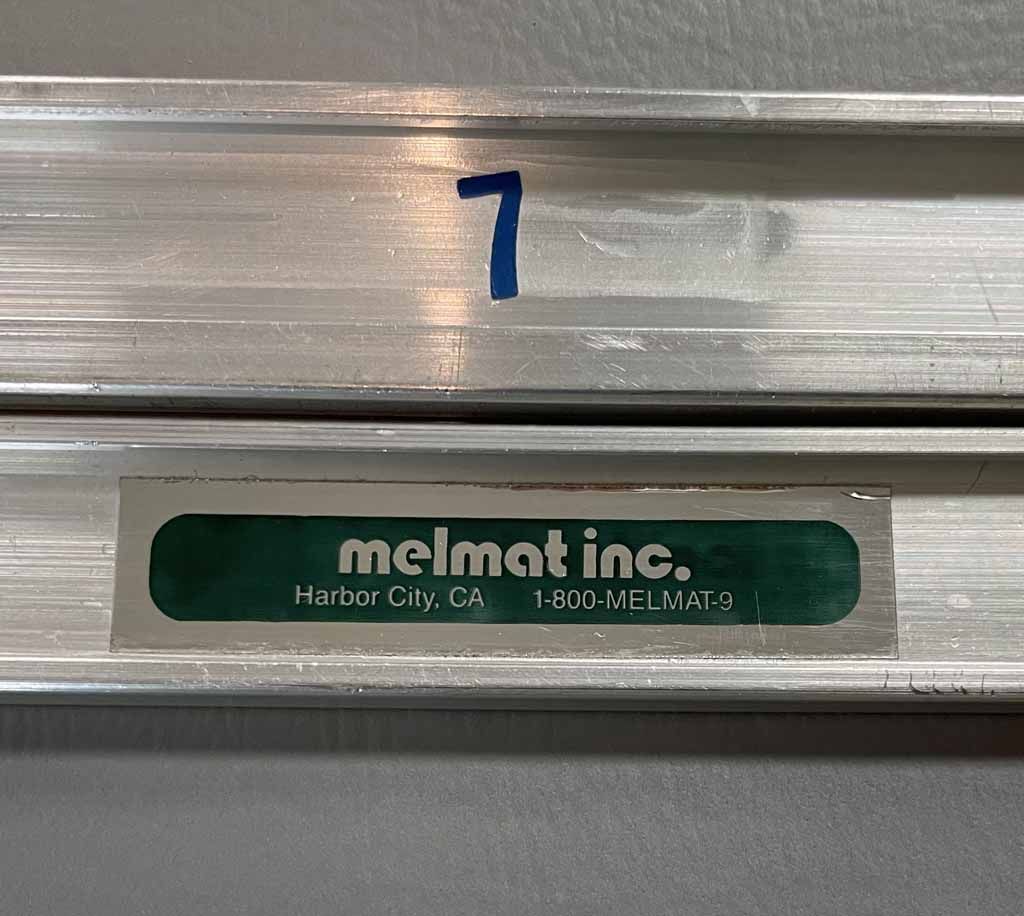 7
melmat inc.
Harbor City, CA 1-800-MELMAT-9